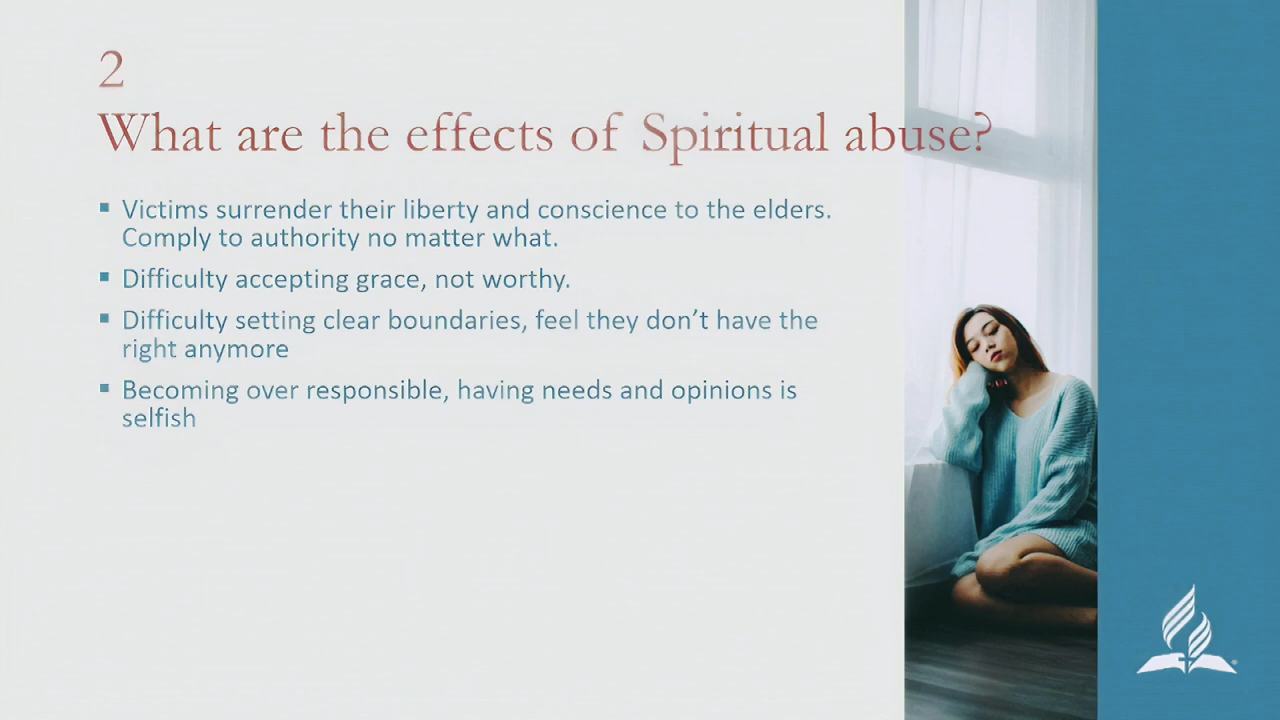 2
What are the effects of Spiritual abuse?
▪ Victims surrender their liberty and conscience to the elders.
Comply to authority no matter what.
▪ Difficulty accepting grace, not worthy.
▪ Difficulty setting clear boundaries, feel they don’t have the
right anymore
▪ Becoming over responsible, having needs and opinions is
selfish